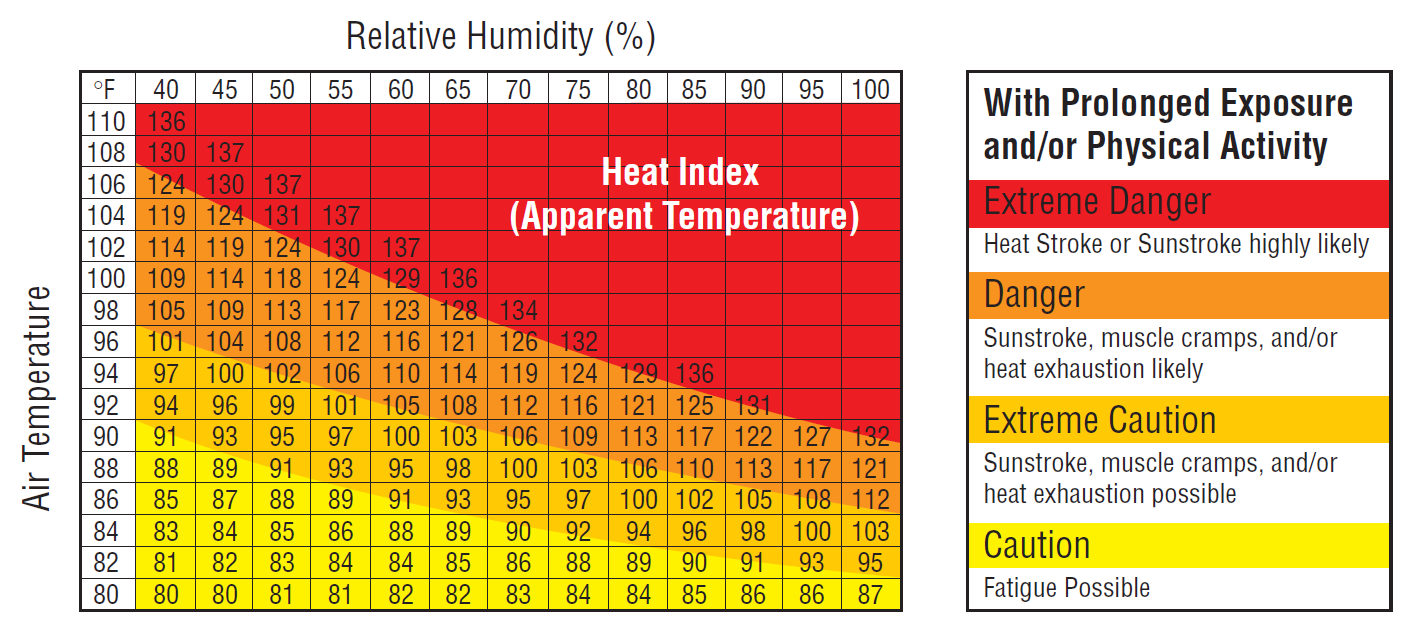 Relative Humidity (%)
°F 40 45 50 55 60 65 70 75 80 85 90 95 100
110 136
108 130 137
Heat Index
106 124 130 137
(Apparent Temperature)
104 119 124 131 137
102 114 119 124 130 137
100 109 114 118 124 129 136
98 105 109 113 117 123 128 134
96 101 104 108 112 116 121 126 132
94 97 100 102 106 110 114 119 124 129 136
92 94 96 99 101 105 108 112 116 121 125 131
90 91 93 95 97 100 103 106 109 113 117 122 127 132
88 88 89 91 93 95 98 100 103 106 110 113 117 121
86 85 87 88 89 91 93 95 97 100 102 105 108 112
84 83 84 85 86 88 89 90 92 94 96 98 100 103
82 81 82 83 84 84 85 86 88 89 90 91 93 95
80 80 80 81 81 82 82 83 84 84 85 86 86 87
Air Temperature
With Prolonged Exposure
and/or Physical Activity
Extreme Danger
Heat Stroke or Sunstroke highly likely
Danger
Sunstroke, muscle cramps, and/or
heat exhaustion likely
Extreme Caution
Sunstroke, muscle cramps, and/or
heat exhaustion possible
Caution
Fatigue Possible